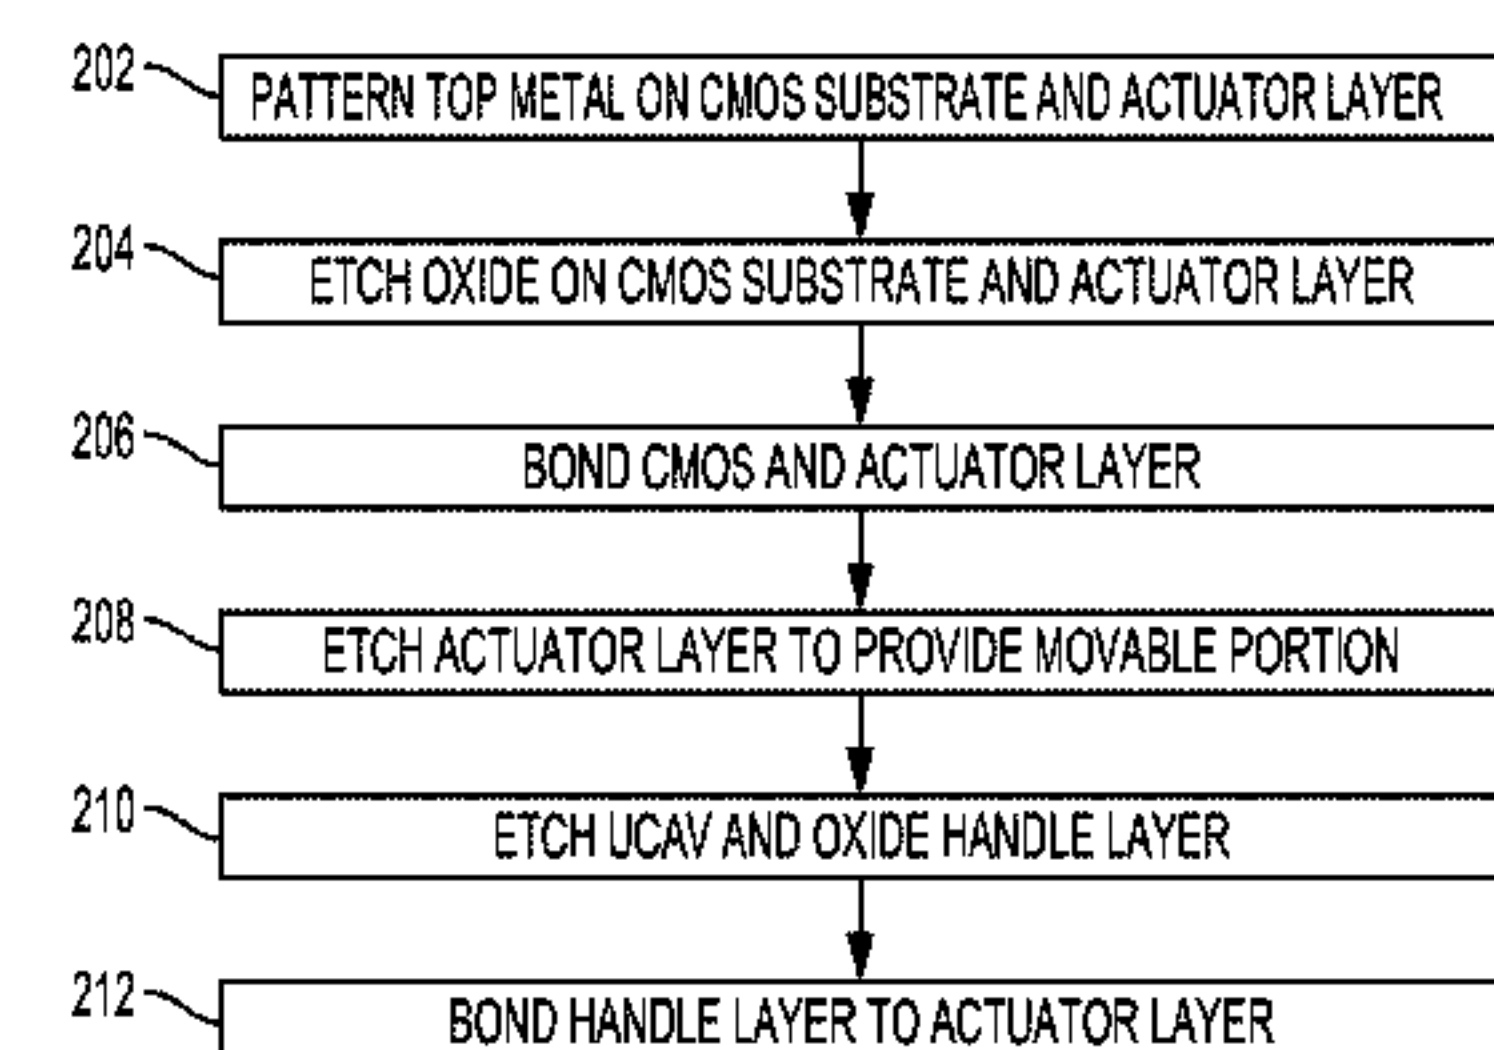 202 PATTERN TOP METAL ON CMOS SUBSTRATE AND ACTUATOR LAYER
204 ETCH OXIDE ON CMOS SUBSTRATE AND ACTUATOR LAYER
206 BOND CMOS AND ACTUATOR LAYER
208 ETCH ACTUATOR LAYER TO PROVIDE MOVABLE PORTION
210 ETCH UCAV AND OXIDE HANDLE LAYER
212 BOND HANDLE LAYER TO ACTUATOR LAYER